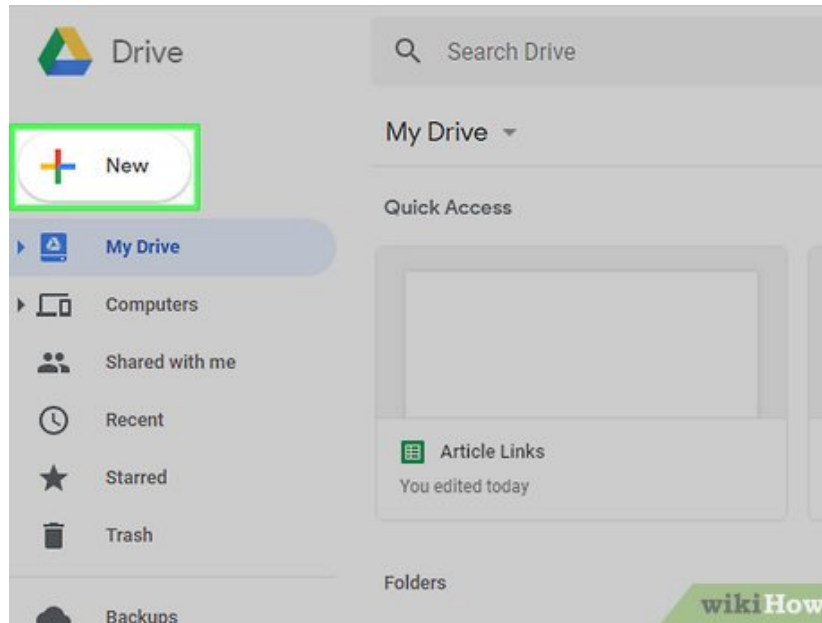 Drive
Search Drive
New
My Drive
My Drive
Quick Access
Computers
Shared with me
Recent
Starred
Trash
Article Links
You edited today
Folders
Backups
wikiHow